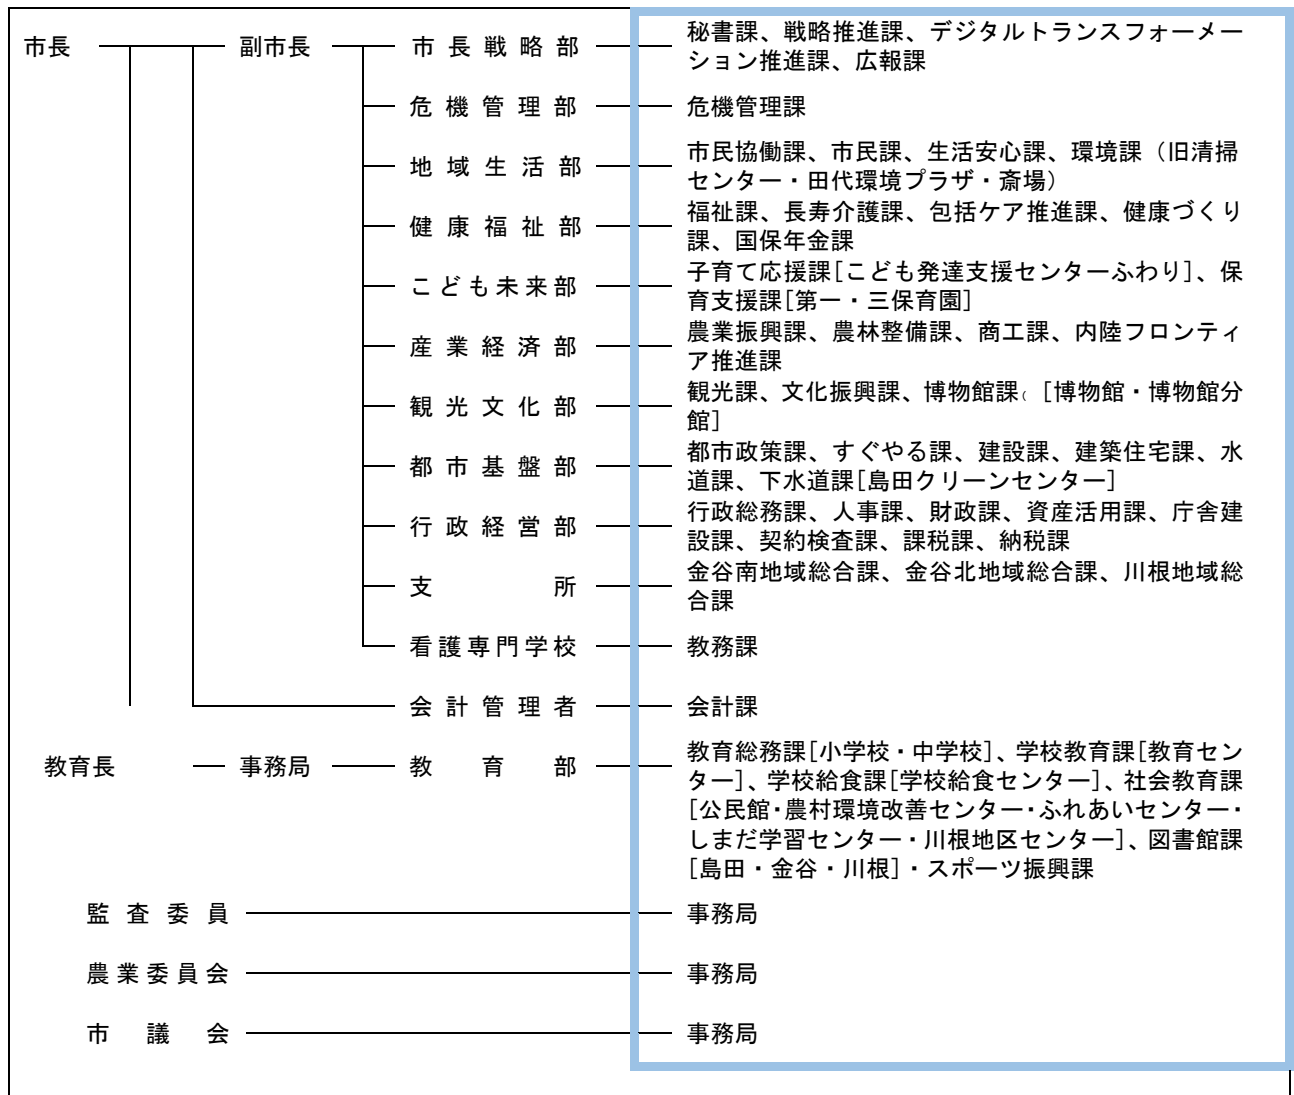 市長 副市長 市長戦略部 秘書課、戦略推進課、デジタルトランスフォーメー
ション推進課、広報課
危機管理部 危機管理課
地域生活部 市民協働課、市民課、生活安心課、環境課（旧清掃
センター・田代環境プラザ・斎場）
健康福祉部 福祉課、長寿介護課、包括ケア推進課、健康づくり
課、国保年金課
こども未来部 子育て応援課[こども発達支援センターふわり]、保
育支援課[第一・三保育園]
産業経済部 農業振興課、農林整備課、商工課、内陸フロンティ
ア推進課
観光文化部 観光課、文化振興課、博物館課（[博物館・博物館分
館]
都市基盤部 都市政策課、すぐやる課、建設課、建築住宅課、水
道課、下水道課[島田クリーンセンター]
行政経営部 行政総務課、人事課、財政課、資産活用課、庁舎建
設課、契約検査課、課税課、納税課
支所 金谷南地域総合課、金谷北地域総合課、川根地域総
合課
看護専門学校 教務課
会計管理者 会計課
教育長 事務局 教育部 教育総務課[小学校・中学校]、学校教育課[教育セン
ター]、学校給食課[学校給食センター]、社会教育課
[公民館・農村環境改善センター・ふれあいセンター・
しまだ学習センター・川根地区センター]、図書館課
[島田・金谷・川根]・スポーツ振興課
監査委員 事務局
農業委員会 事務局
市議会 事務局